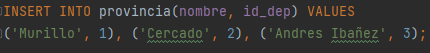 INSERT INTO provincia(nombre, id_dep) VALUES
('Murillo', 1), ('Cercado', 2), ('Andres Ibañez', 3);